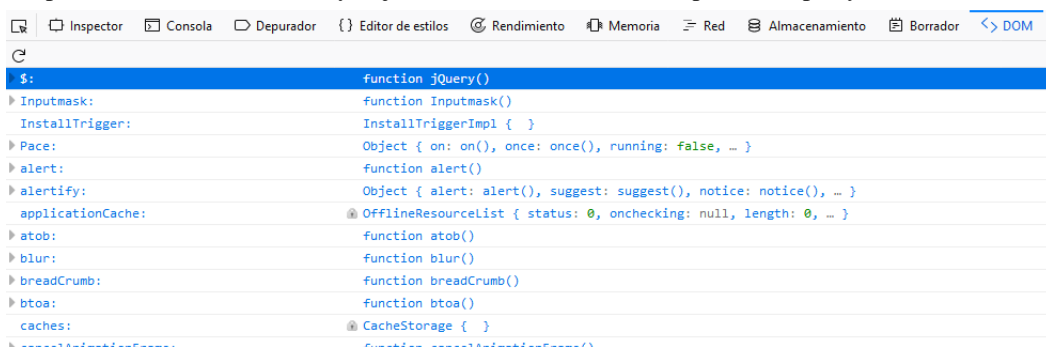 Inspector Consola Depurador { } Editor de estilos Rendimiento Memoria Red Almacenamiento Borrador DOM
$: function jQuery()
Inputmask: function Inputmask()
InstallTrigger: InstallTriggerImpl { }
Pace: Object { on: on(), once: once(), running: false, … }
alert: function alert()
alertify: Object { alert: alert(), suggest: suggest(), notice: notice(), … }
applicationCache: OfflineResourceList { status: 0, onchecking: null, length: 0, … }
atob: function atob()
blur: function blur()
breadCrumb: function breadCrumb()
btoa: function btoa()
caches: CacheStorage { }
cancelAnimationFrame: function cancelAnimationFrame()